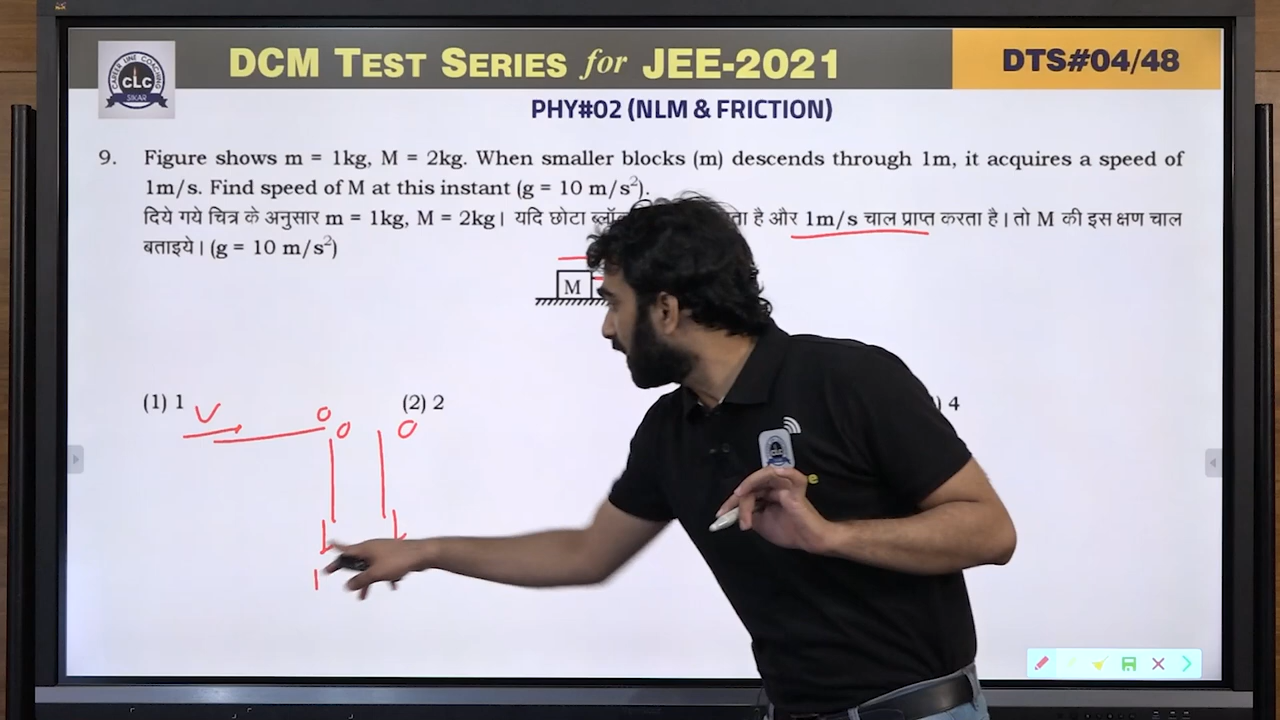 DCM TEST SERIES for JEE-2021
DTS#04/48
CAREER LINE COACHING
CLC
SIKAR
PHY#02 (NLM & FRICTION)
9. Figure shows m = 1kg, M = 2kg. When smaller blocks (m) descends through 1m, it acquires a speed of
1m/s. Find speed of M at this instant (g = 10 m/s²).
दिये गये चित्र के अनुसार m = 1kg, M = 2kg। यदि छोटा है और 1m/s चाल प्राप्त करता है। तो M की इस क्षण चाल
बताइये। (g = 10 m/s²)
M
(1) 1 (2) 2 4
V